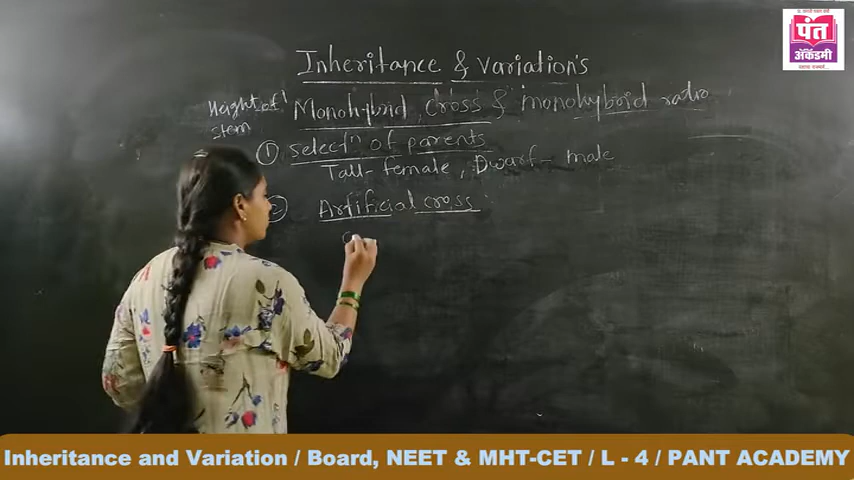 पंत
अ‍ॅकॅडमी
Inheritance & Variation's
Height of
Stem
Monohybrid cross & monohybrid ratio
① Selectⁿ of parents
Tall - female, Dwarf - male
② Artificial cross
Inheritance and Variation / Board, NEET & MHT-CET / L - 4 / PANT ACADEMY